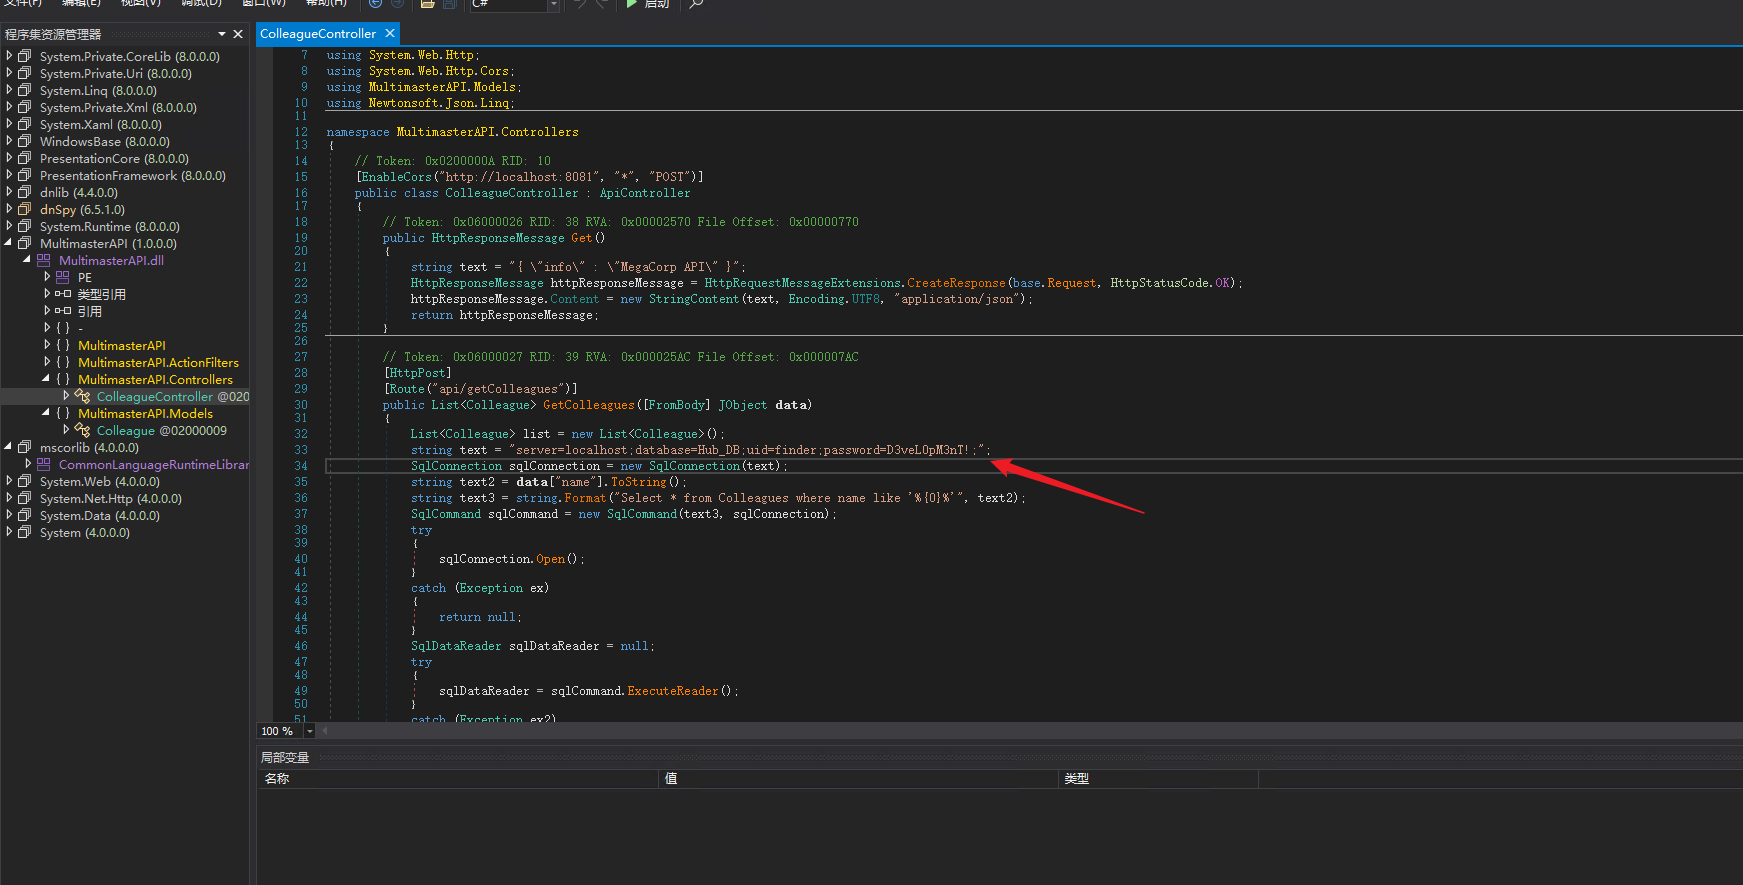 文件(F) 编辑(E) 视图(V) 调试(D) 窗口(W) 帮助(H) C# 启动
程序集资源管理器
System.Private.CoreLib (8.0.0.0)
System.Private.Uri (8.0.0.0)
System.Linq (8.0.0.0)
System.Private.Xml (8.0.0.0)
System.Xaml (8.0.0.0)
WindowsBase (8.0.0.0)
PresentationCore (8.0.0.0)
PresentationFramework (8.0.0.0)
dnlib (4.4.0.0)
dnSpy (6.5.1.0)
System.Runtime (8.0.0.0)
MultimasterAPI (1.0.0.0)
MultimasterAPI.dll
PE
类型引用
引用
{ } -
{ } MultimasterAPI
{ } MultimasterAPI.ActionFilters
{ } MultimasterAPI.Controllers
ColleagueController @020
{ } MultimasterAPI.Models
Colleague @02000009
mscorlib (4.0.0.0)
CommonLanguageRuntimeLibrar
System.Web (4.0.0.0)
System.Net.Http (4.0.0.0)
System.Data (4.0.0.0)
System (4.0.0.0)
ColleagueController
7 using System.Web.Http;
8 using System.Web.Http.Cors;
9 using MultimasterAPI.Models;
10 using Newtonsoft.Json.Linq;
11
12 namespace MultimasterAPI.Controllers
13 {
14 // Token: 0x0200000A RID: 10
15 [EnableCors("http://localhost:8081", "*", "POST")]
16 public class ColleagueController : ApiController
17 {
18 // Token: 0x06000026 RID: 38 RVA: 0x00002570 File Offset: 0x00000770
19 public HttpResponseMessage Get()
20 {
21 string text = "{ \"info\" : \"MegaCorp API\" }";
22 HttpResponseMessage httpResponseMessage = HttpRequestMessageExtensions.CreateResponse(base.Request, HttpStatusCode.OK);
23 httpResponseMessage.Content = new StringContent(text, Encoding.UTF8, "application/json");
24 return httpResponseMessage;
25 }
26
27 // Token: 0x06000027 RID: 39 RVA: 0x000025AC File Offset: 0x000007AC
28 [HttpPost]
29 [Route("api/getColleagues")]
30 public List<Colleague> GetColleagues([FromBody] JObject data)
31 {
32 List<Colleague> list = new List<Colleague>();
33 string text = "server=localhost;database=Hub_DB;uid=finder;password=D3veL0pM3nT!;";
34 SqlConnection sqlConnection = new SqlConnection(text);
35 string text2 = data["name"].ToString();
36 string text3 = string.Format("Select * from Colleagues where name like '%{0}%'", text2);
37 SqlCommand sqlCommand = new SqlCommand(text3, sqlConnection);
38 try
39 {
40 sqlConnection.Open();
41 }
42 catch (Exception ex)
43 {
44 return null;
45 }
46 SqlDataReader sqlDataReader = null;
47 try
48 {
49 sqlDataReader = sqlCommand.ExecuteReader();
50 }
51 catch (Exception ex2)
100 %
局部变量
名称 值 类型